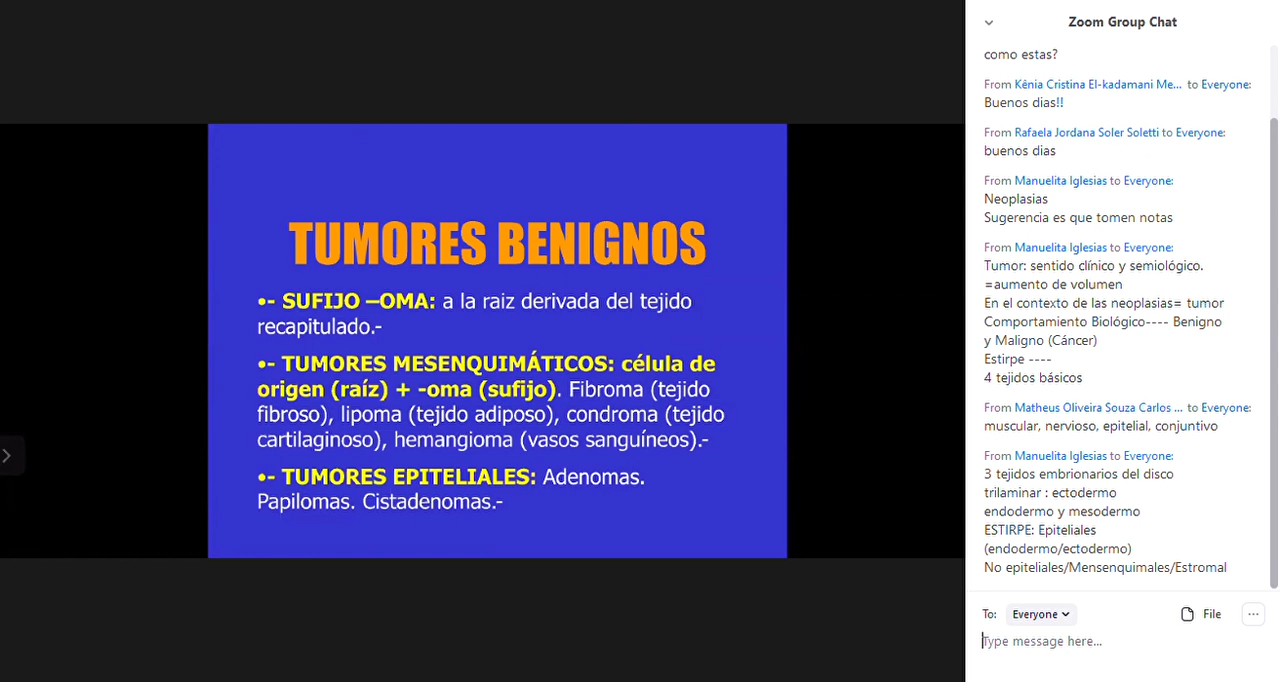 TUMORES BENIGNOS
•- SUFIJO –OMA: a la raiz derivada del tejido
recapitulado.-
•- TUMORES MESENQUIMÁTICOS: célula de
origen (raíz) + -oma (sufijo). Fibroma (tejido
fibroso), lipoma (tejido adiposo), condroma (tejido
cartilaginoso), hemangioma (vasos sanguíneos).-
•- TUMORES EPITELIALES: Adenomas.
Papilomas. Cistadenomas.-
Zoom Group Chat
como estas?
From Kênia Cristina El-kadamani Me... to Everyone:
Buenos dias!!
From Rafaela Jordana Soler Soletti to Everyone:
buenos dias
From Manuelita Iglesias to Everyone:
Neoplasias
Sugerencia es que tomen notas
From Manuelita Iglesias to Everyone:
Tumor: sentido clínico y semiológico.
=aumento de volumen
En el contexto de las neoplasias= tumor
Comportamiento Biológico---- Benigno
y Maligno (Cáncer)
Estirpe ----
4 tejidos básicos
From Matheus Oliveira Souza Carlos ... to Everyone:
muscular, nervioso, epitelial, conjuntivo
From Manuelita Iglesias to Everyone:
3 tejidos embrionarios del disco
trilaminar : ectodermo
endodermo y mesodermo
ESTIRPE: Epiteliales
(endodermo/ectodermo)
No epiteliales/Mensenquimales/Estromal
To: Everyone File ...
Type message here...